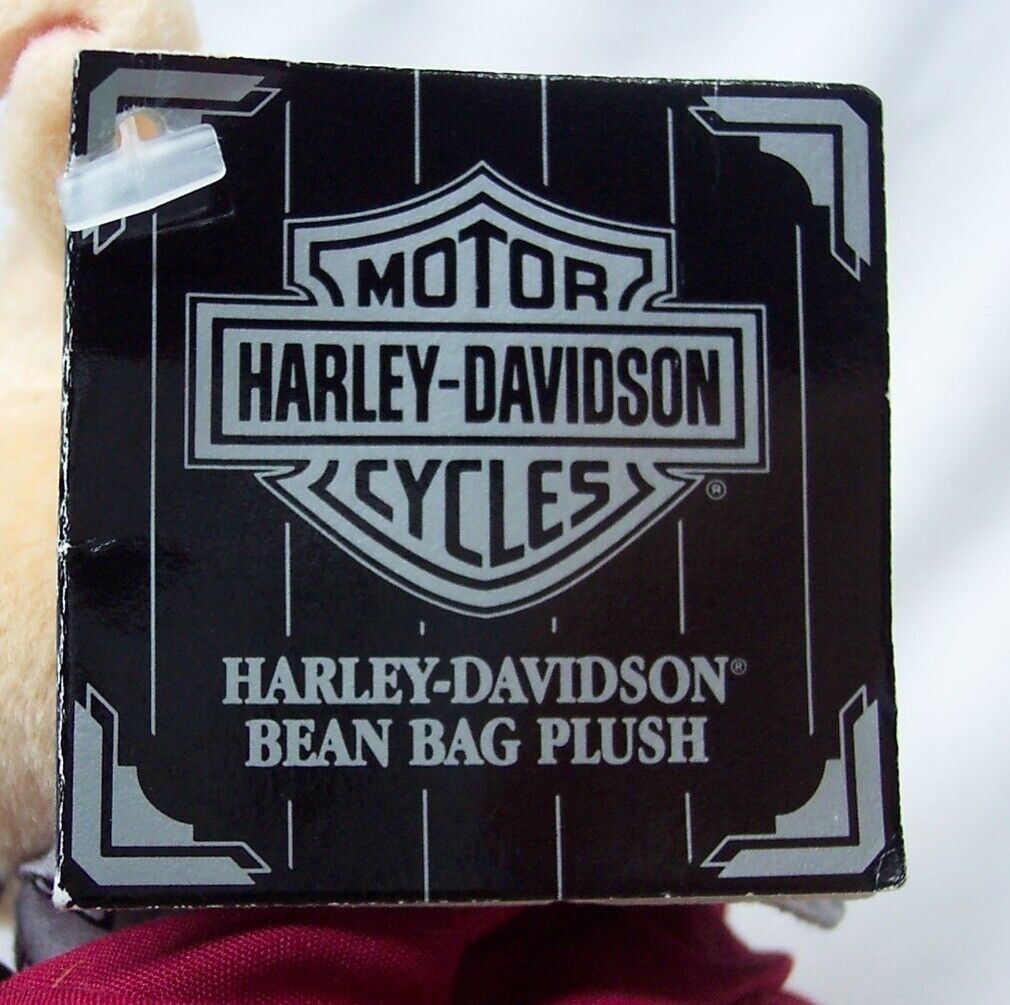 MOTOR
HARLEY-DAVIDSON
CYCLES
®
HARLEY-DAVIDSON®
BEAN BAG PLUSH